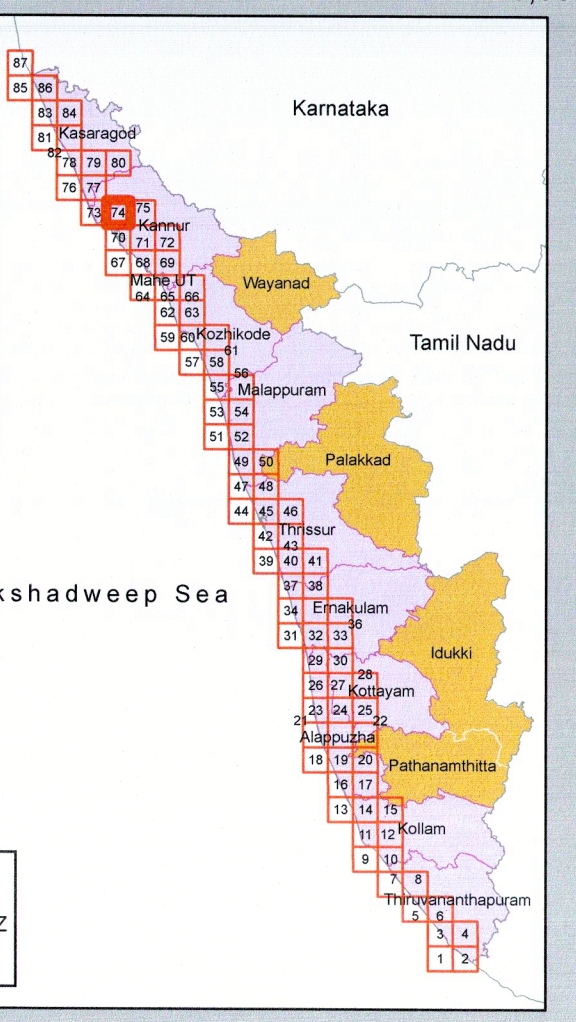 87
85 86
Karnataka
83 84
81 Kasaragod
82
78 79 80
76 77
73 74 75
Kannur
70 71 72
67 68 69
Mahe UT
64 65 66
Wayanad
62 63
59 60 Kozhikode
61
Tamil Nadu
57 58
56
55 Malappuram
53 54
51 52
49 50 Palakkad
47 48
44 45 46
42 Thrissur
43
39 40 41
37 38
kshadweep Sea
34 Ernakulam
36
31 32 33
29 30 Idukki
28
26 27 Kottayam
23 24 25
21 22
Alappuzha
18 19 20 Pathanamthitta
16 17
13 14 15
11 12 Kollam
9 10
7 8
Thiruvananthapuram
5 6
3 4
Z
1 2